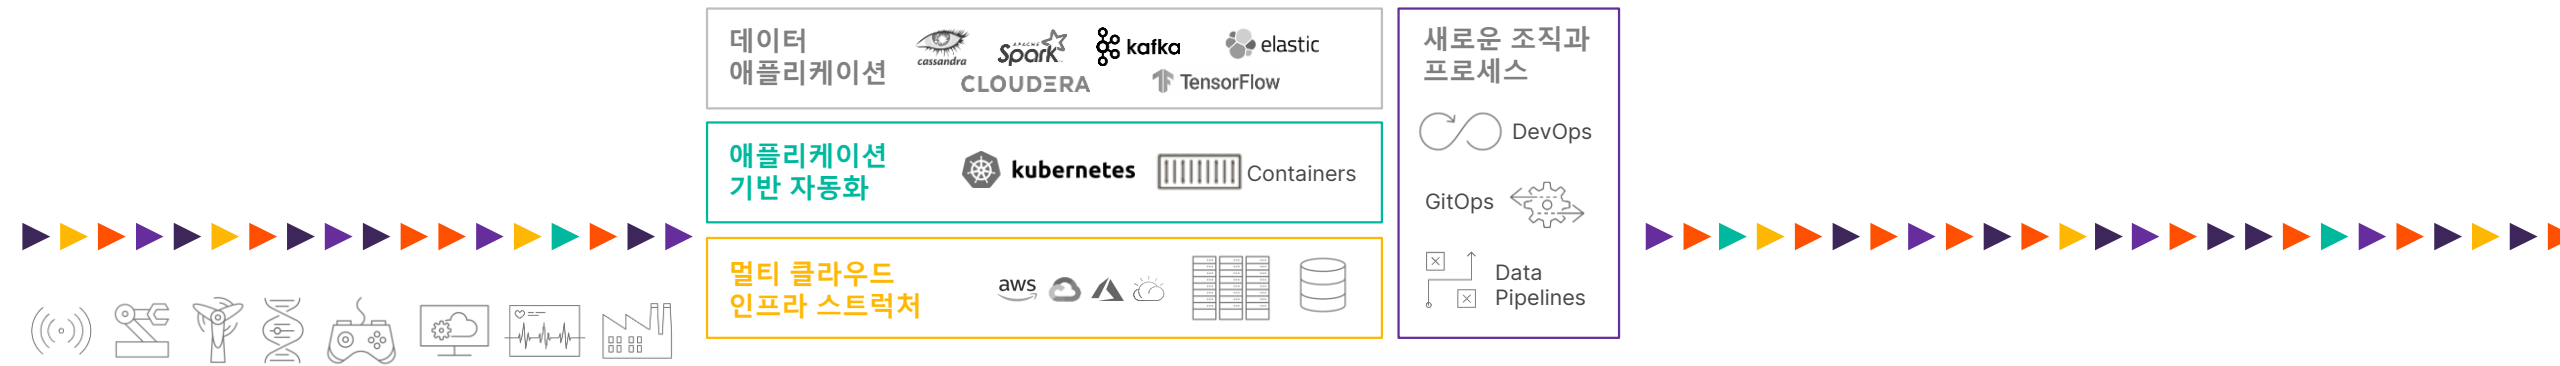 데이터
애플리케이션
cassandra
APACHE
Spark
kafka
elastic
CLOUDERA
TensorFlow
애플리케이션
기반 자동화
kubernetes
Containers
멀티 클라우드
인프라 스트럭처
aws
새로운 조직과
프로세스
DevOps
GitOps
Data
Pipelines